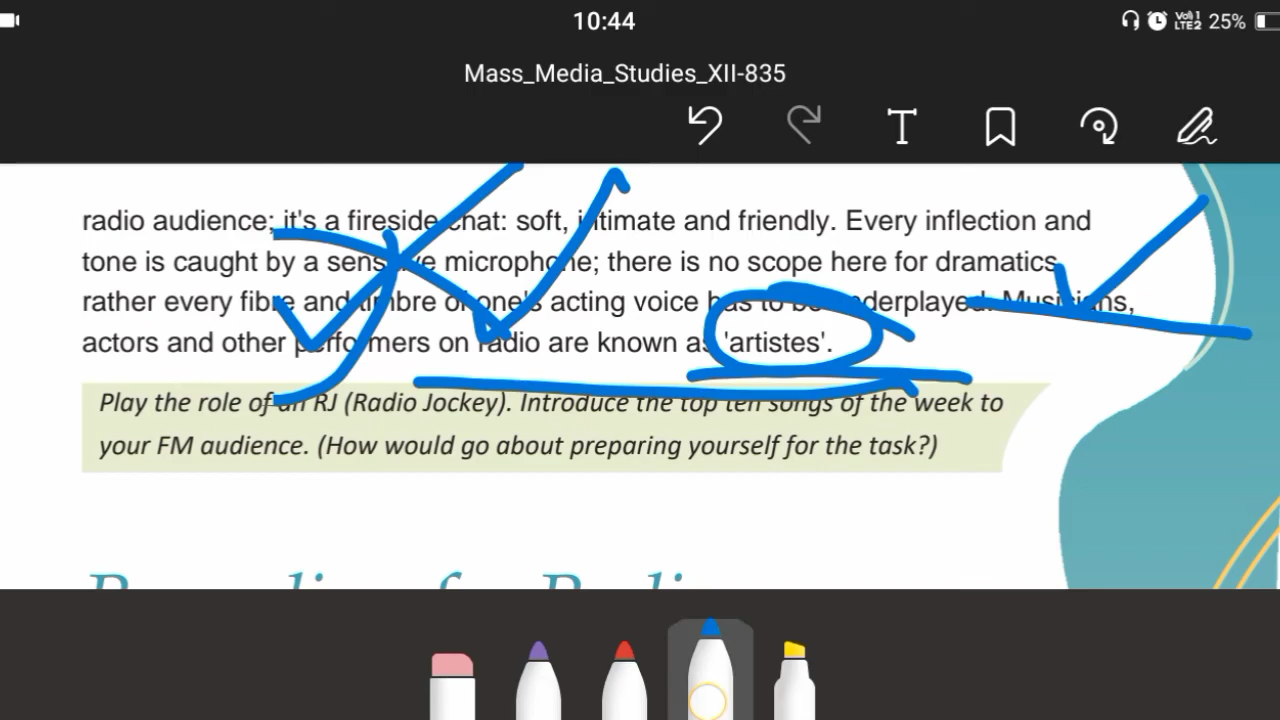 10:44
Vo) 1
LTE2 25%
Mass_Media_Studies_XII-835
T
radio audience; it's a fireside chat: soft, intimate and friendly. Every inflection and
tone is caught by a sensitive microphone; there is no scope here for dramatics,
rather every fibre and timbre of one's acting voice has to be underplayed. Musicians,
actors and other performers on radio are known as 'artistes'.
Play the role of an RJ (Radio Jockey). Introduce the top ten songs of the week to
your FM audience. (How would go about preparing yourself for the task?)